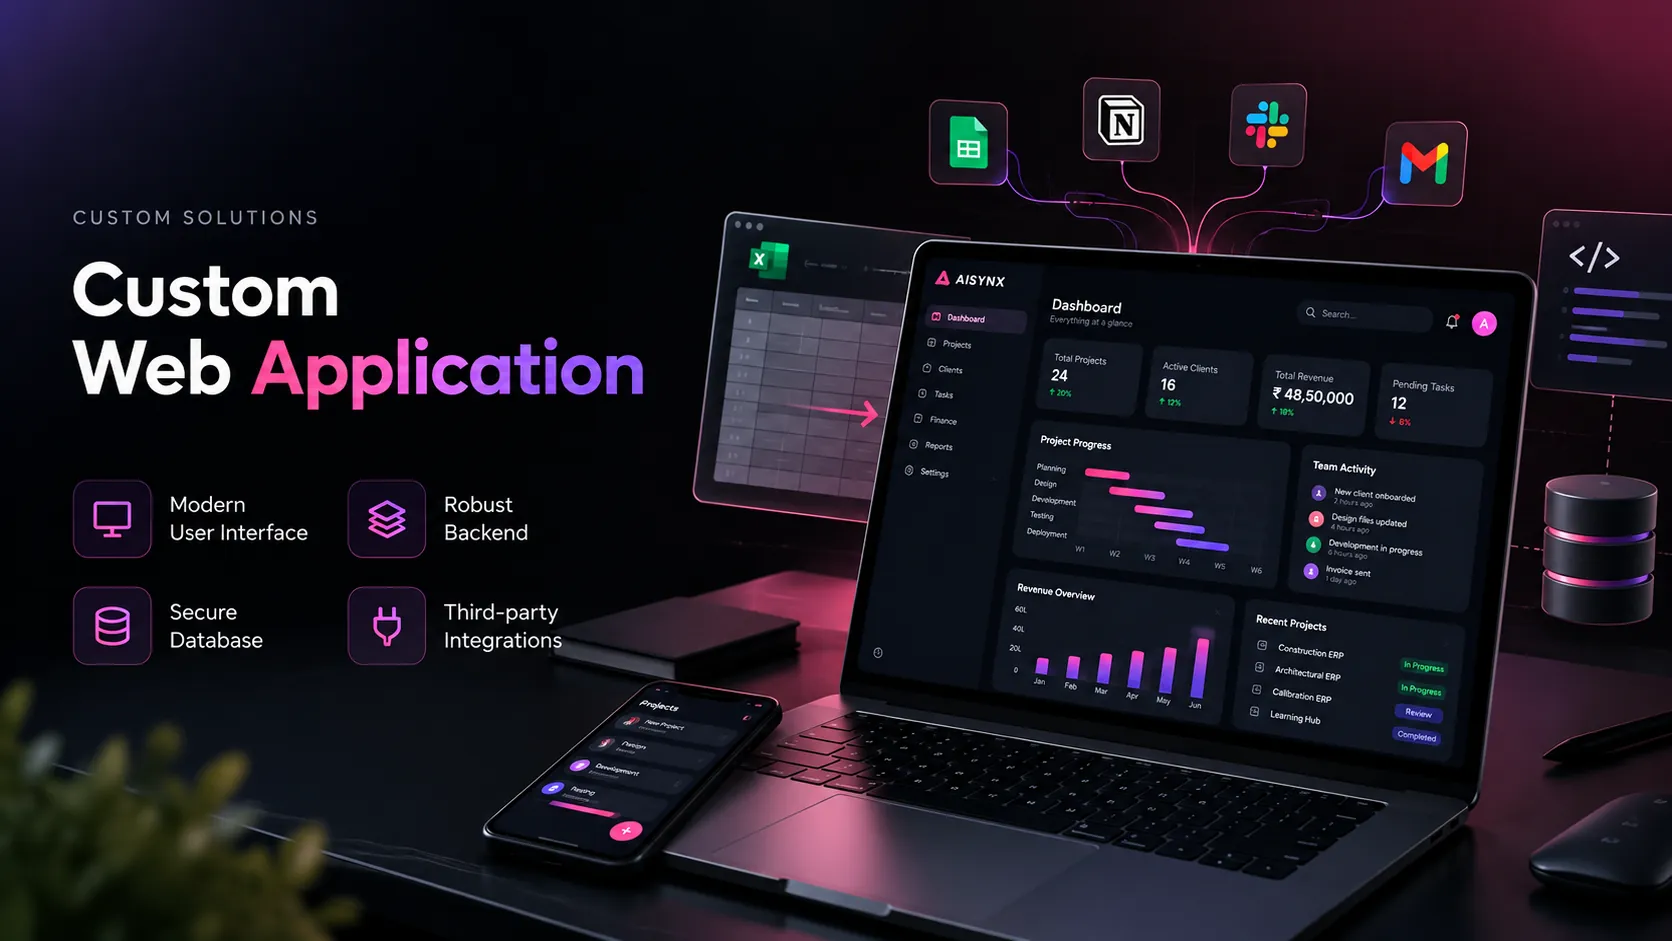 CUSTOM SOLUTIONS
Custom
Web Application
Modern
User Interface
Robust
Backend
Secure
Database
Third-party
Integrations
N
X
</>
AISYNX
Dashboard
Projects
Clients
Tasks
Finance
Reports
Settings
Dashboard
Everything at a glance
Search...
A
Total Projects
24
↑ 20%
Active Clients
16
↑ 12%
Total Revenue
₹ 48,50,000
↑ 18%
Pending Tasks
12
↓ 8%
Project Progress
Planning
Design
Development
Testing
Deployment
W1 W2 W3 W4 W5 W6
Team Activity
New client onboarded
2 hours ago
Design files updated
4 hours ago
Development in progress
6 hours ago
Invoice sent
1 day ago
Revenue Overview
60L
40L
20L
0
Jan Feb Mar Apr May Jun
Recent Projects
Construction ERP In Progress
Architectural ERP In Progress
Calibration ERP Review
Learning Hub Completed
Projects
New Project
Development
+